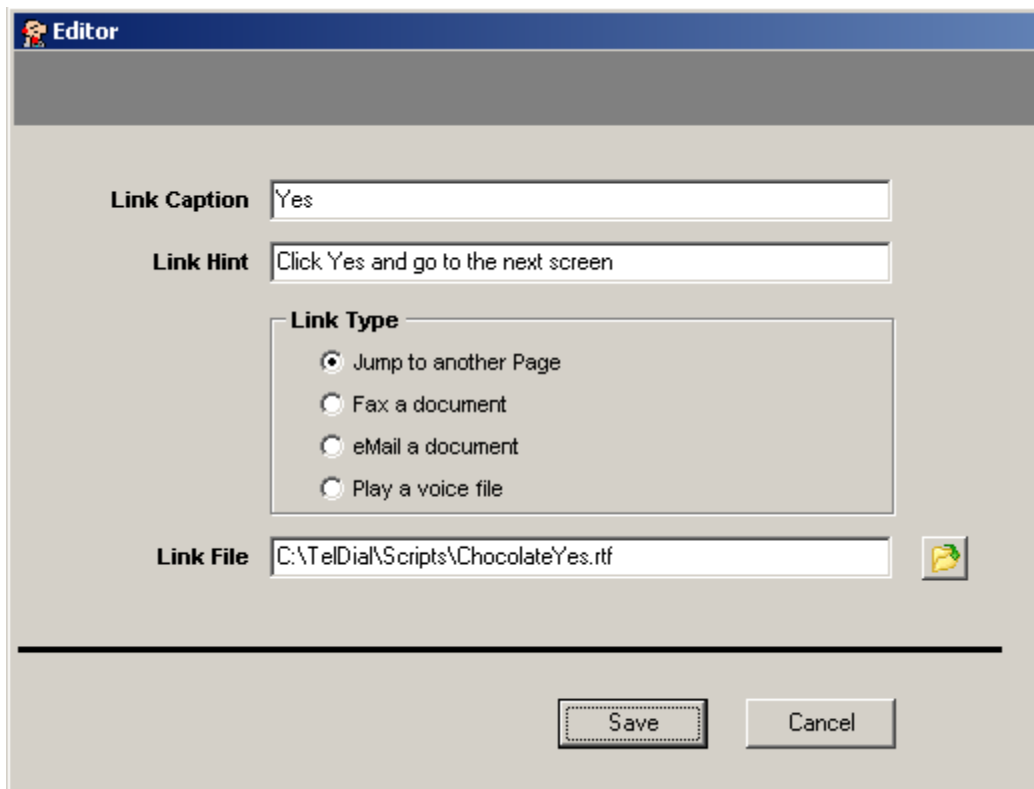 Editor
Link Caption Yes
Link Hint Click Yes and go to the next screen
Link Type
Jump to another Page
Fax a document
eMail a document
Play a voice file
Link File C:\TelDial\Scripts\ChocolateYes.rtf
Save Cancel